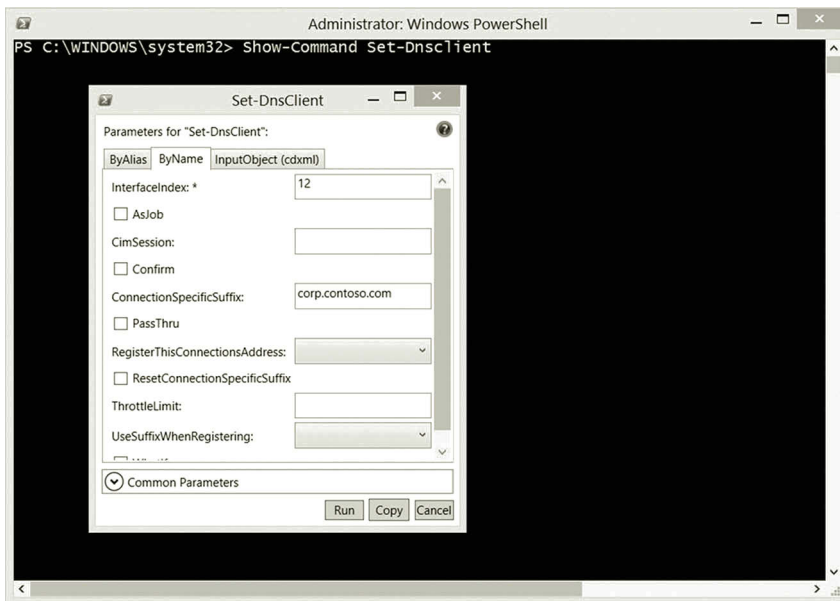 Administrator: Windows PowerShell
PS C:\WINDOWS\system32> Show-Command Set-Dnsclient
Set-DnsClient
Parameters for "Set-DnsClient":
ByAlias ByName InputObject (cdxml)
InterfaceIndex: * 12
AsJob
CimSession:
Confirm
ConnectionSpecificSuffix: corp.contoso.com
PassThru
RegisterThisConnectionsAddress:
ResetConnectionSpecificSuffix
ThrottleLimit:
UseSuffixWhenRegistering:
Common Parameters
Run Copy Cancel